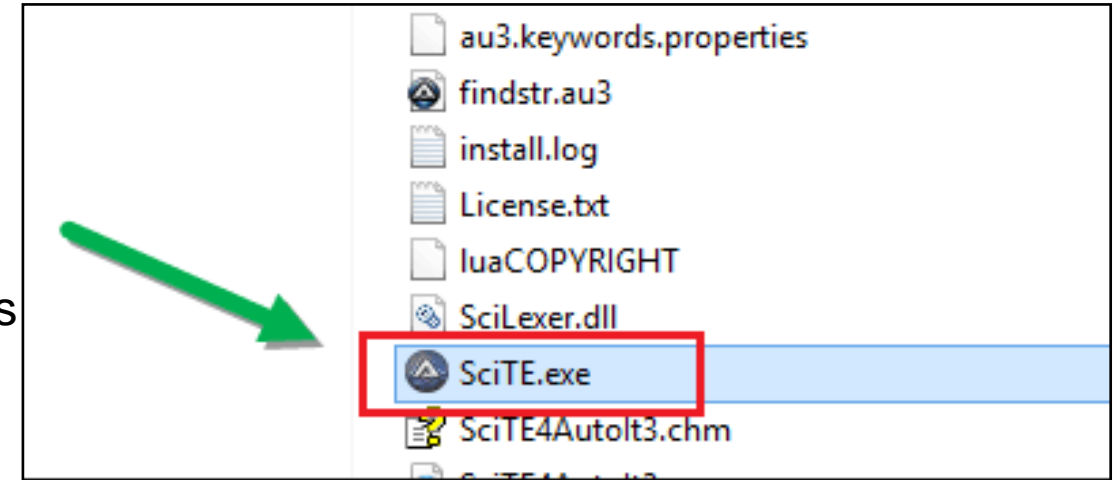 au3.keywords.properties
findstr.au3
install.log
License.txt
luaCOPYRIGHT
s
SciLexer.dll
SciTE.exe
SciTE4AutoIt3.chm